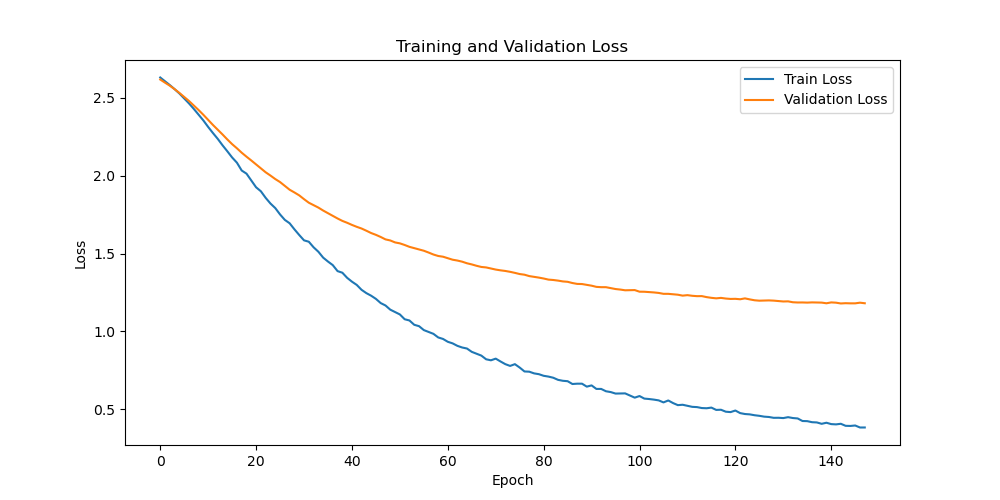 Training and Validation Loss
Train Loss
Validation Loss
2.5
2.0
1.5
1.0
0.5
Loss
0 20 40 60 80 100 120 140
Epoch